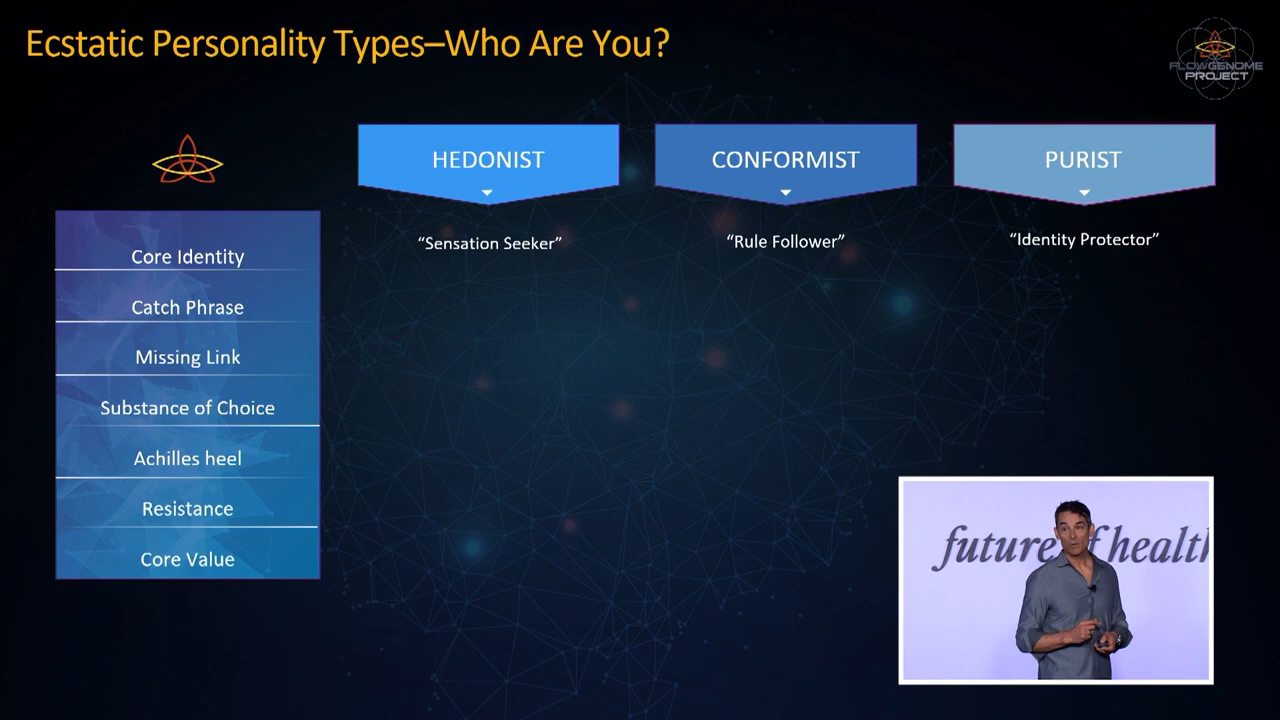 Ecstatic Personality Types–Who Are You?
FLOWGENOME
PROJECT
HEDONIST
CONFORMIST
PURIST
Core Identity
“Sensation Seeker”
“Rule Follower”
“Identity Protector”
Catch Phrase
Missing Link
Substance of Choice
Achilles heel
Resistance
Core Value
future of health